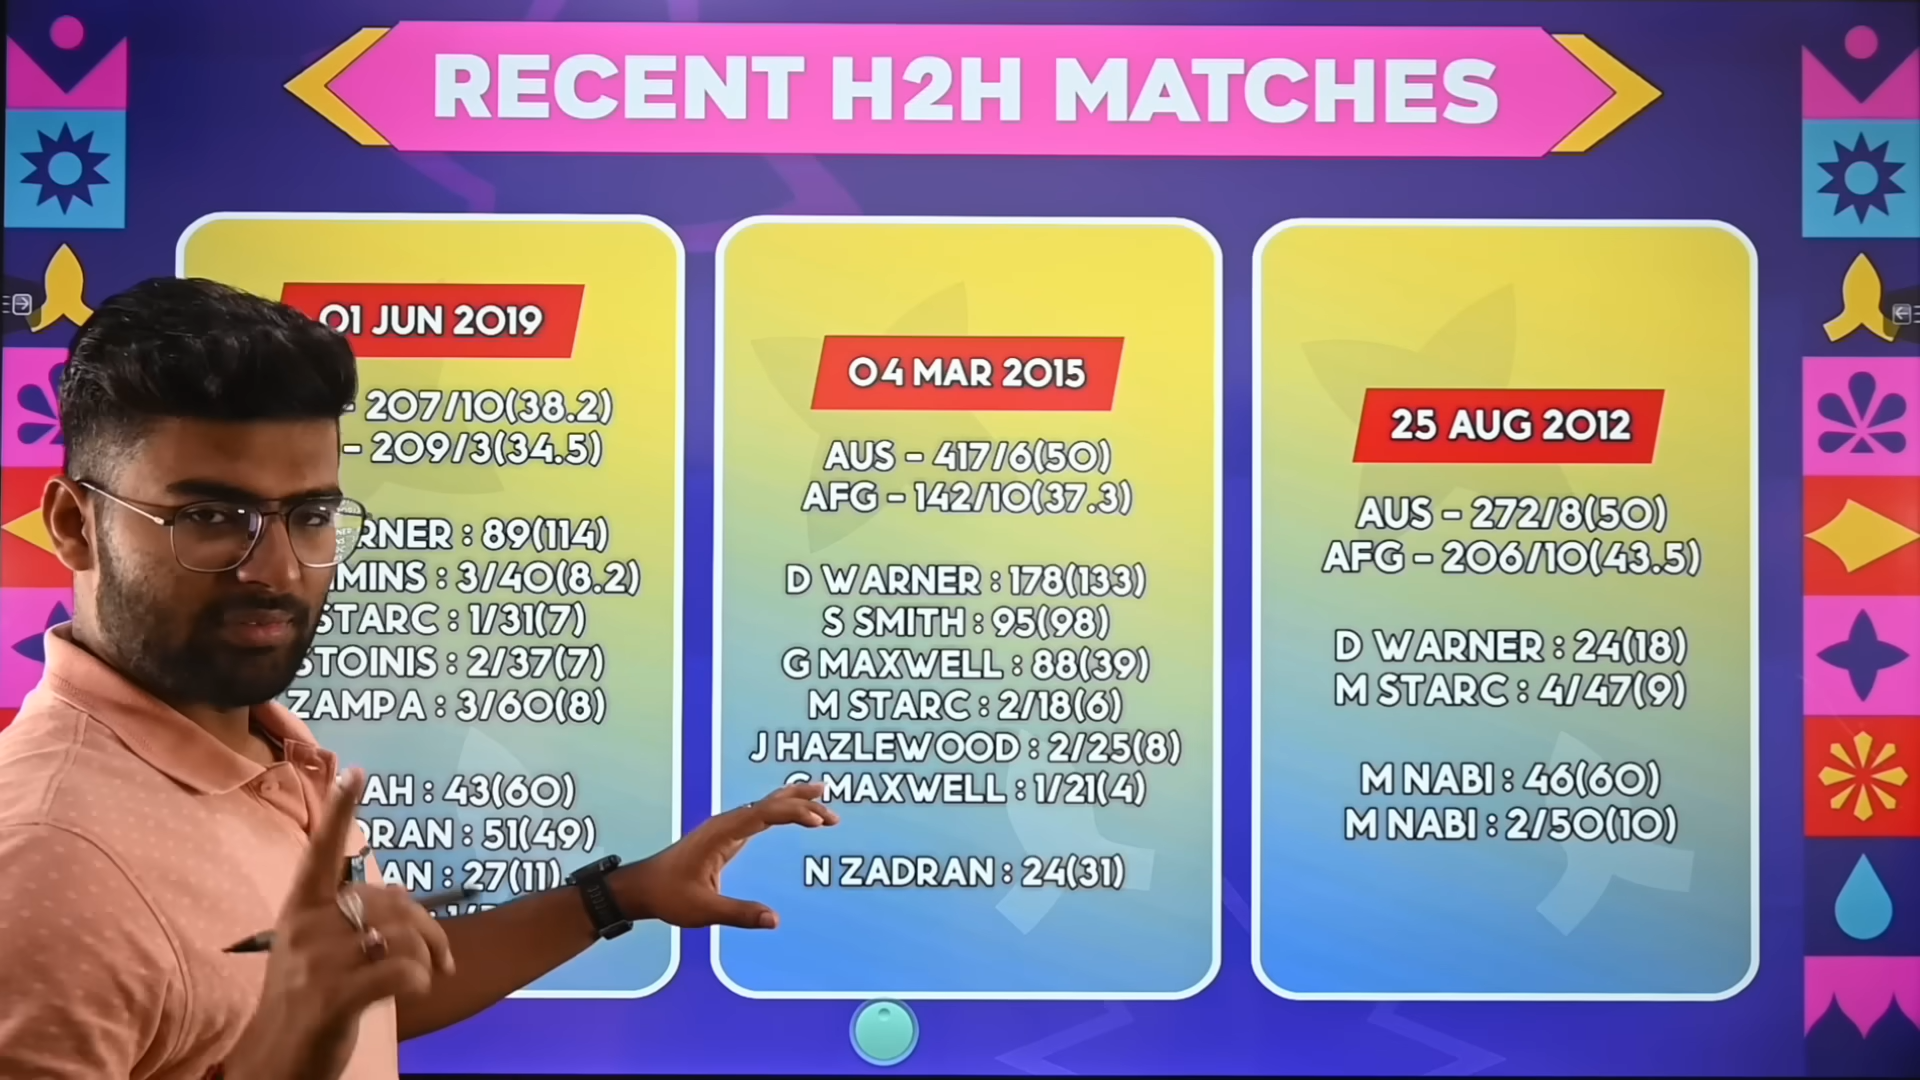 RECENT H2H MATCHES
01 JUN 2019
- 207/10(38.2)
- 209/3(34.5)
: 89(114)
: 3/40(8.2)
STARC : 1/31(7)
STOINIS : 2/37(7)
ZAMPA : 3/60(8)
: 43(60)
: 51(49)
: 27(11)
04 MAR 2015
AUS - 417/6(50)
AFG - 142/10(37.3)
D WARNER : 178(133)
S SMITH : 95(98)
G MAXWELL : 88(39)
M STARC : 2/18(6)
J HAZLEWOOD : 2/25(8)
G MAXWELL : 1/21(4)
N ZADRAN : 24(31)
25 AUG 2012
AUS - 272/8(50)
AFG - 206/10(43.5)
D WARNER : 24(18)
M STARC : 4/47(9)
M NABI : 46(60)
M NABI : 2/50(10)